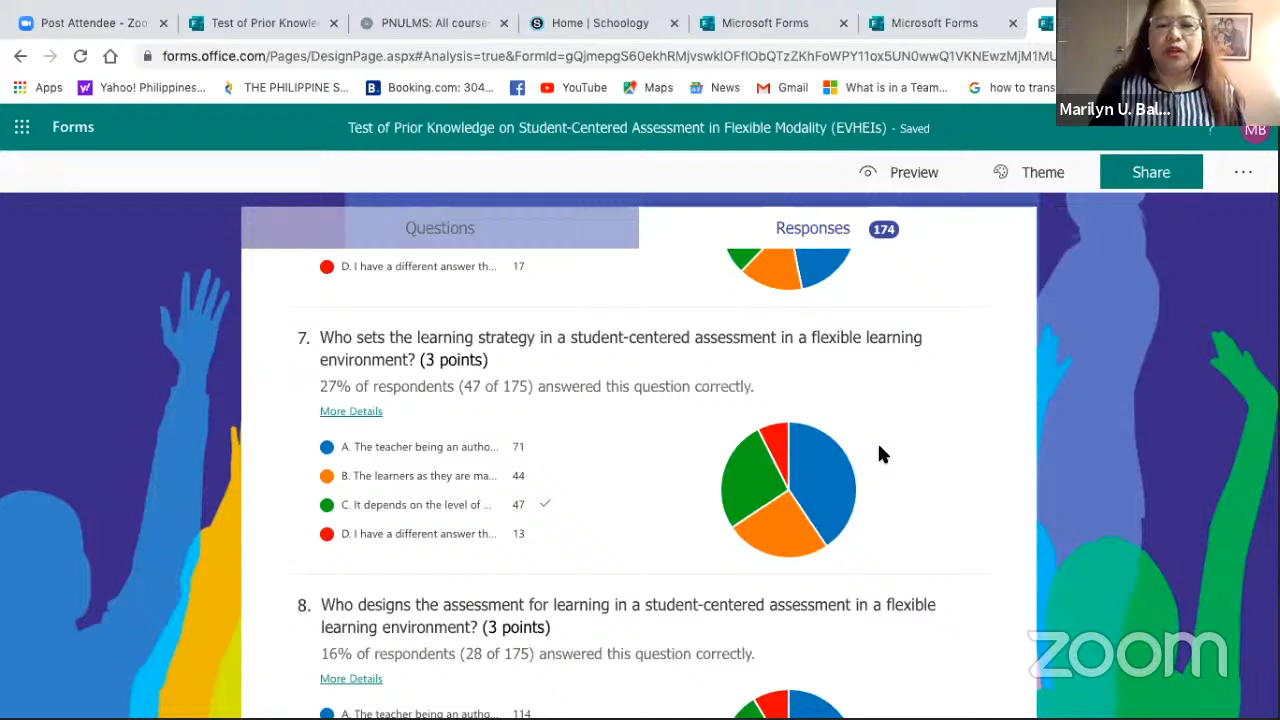 Post Attendee - Zoo
Test of Prior Knowle
PNULMS: All course
Home | Schoology
Microsoft Forms
Microsoft Forms
forms.office.com/Pages/DesignPage.aspx#Analysis=true&FormId=
Apps
Yahoo! Philippines...
THE PHILIPPINE S...
Booking.com: 304...
YouTube
Maps
News
Gmail
What is in a Team...
how to trans
Marilyn U. Bal...
Forms
Test of Prior Knowledge on Student-Centered Assessment in Flexible Modality (EVHEIs) - Saved
?
MB
Preview
Theme
Share
...
Questions
Responses 174
D. I have a different answer th... 17
7. Who sets the learning strategy in a student-centered assessment in a flexible learning
environment? (3 points)
27% of respondents (47 of 175) answered this question correctly.
More Details
A. The teacher being an autho... 71
B. The learners as they are ma... 44
C. It depends on the level of ... 47
D. I have a different answer th... 13
8. Who designs the assessment for learning in a student-centered assessment in a flexible
learning environment? (3 points)
16% of respondents (28 of 175) answered this question correctly.
More Details
A. The teacher being an autho... 114
zoom